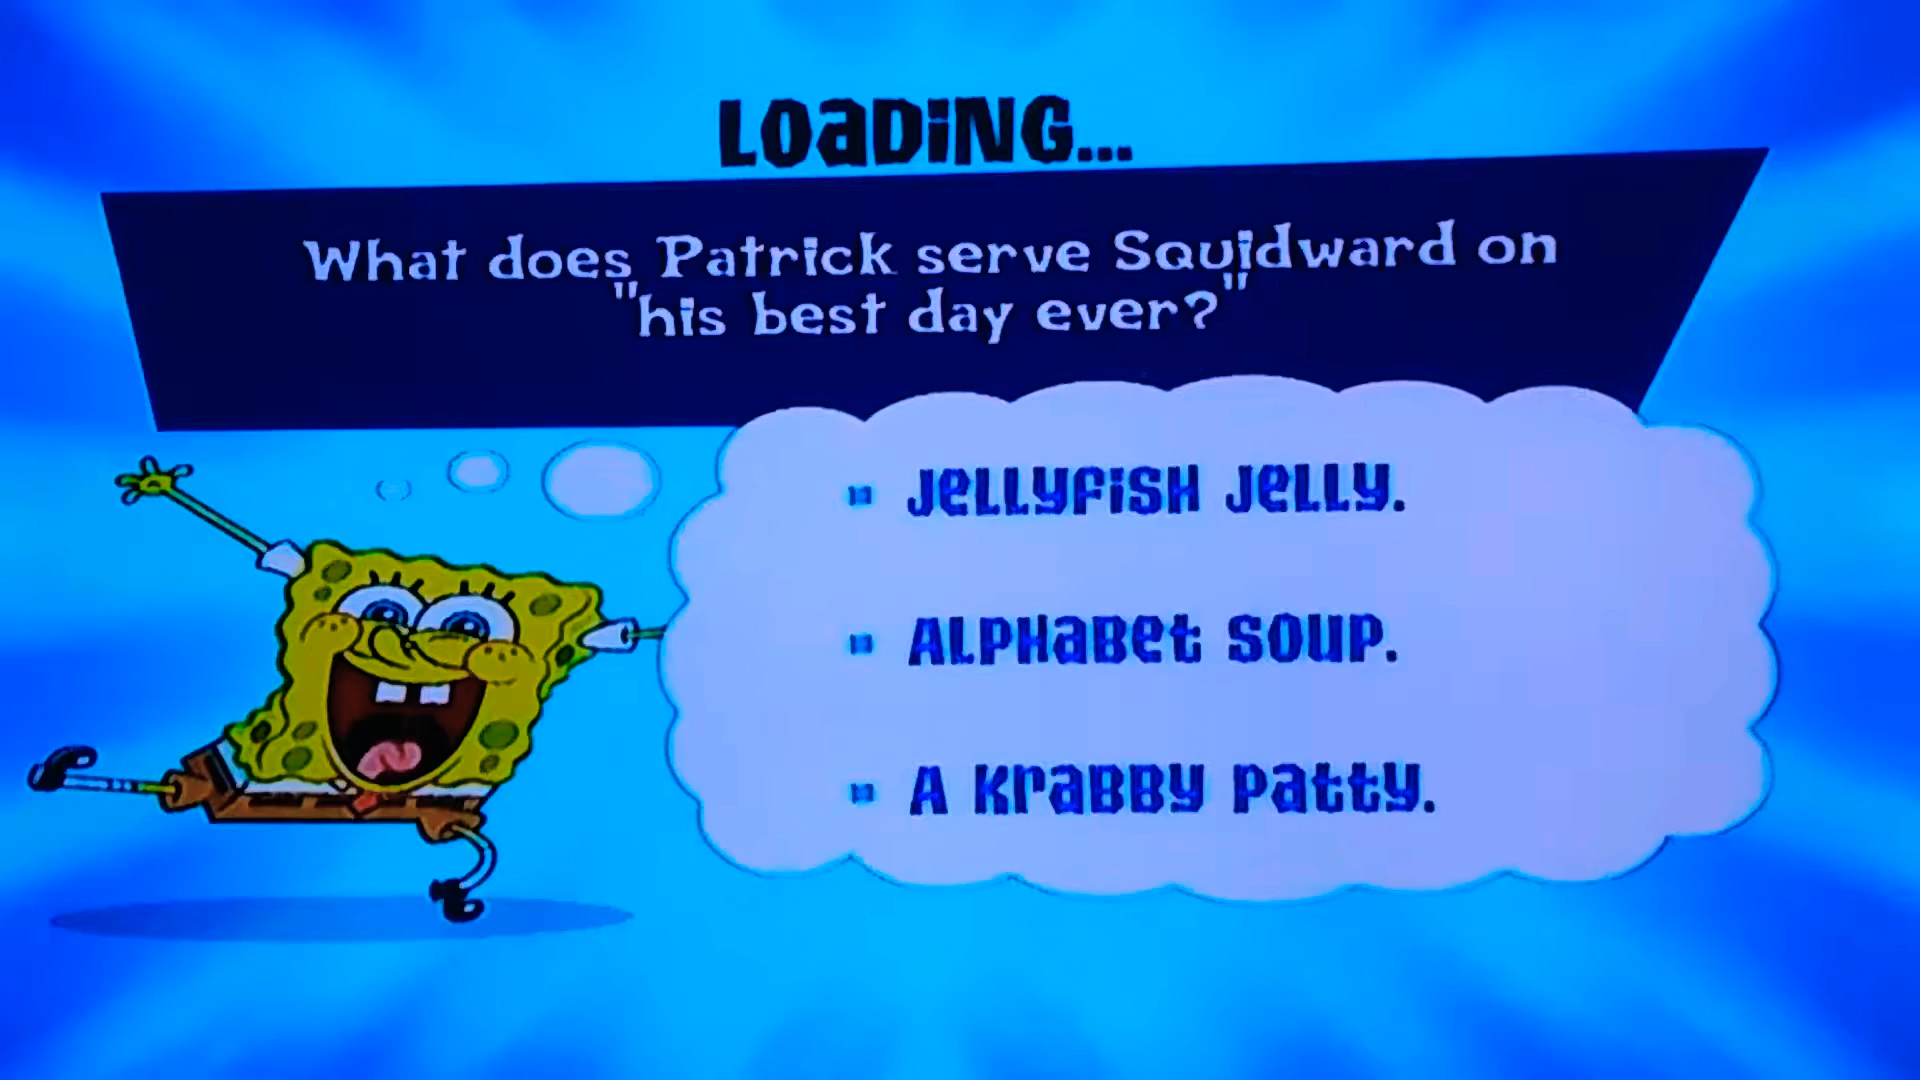 LOADING...
What does Patrick serve Squidward on
"his best day ever?"
Jellyfish Jelly.
Alphabet Soup.
A Krabby Patty.